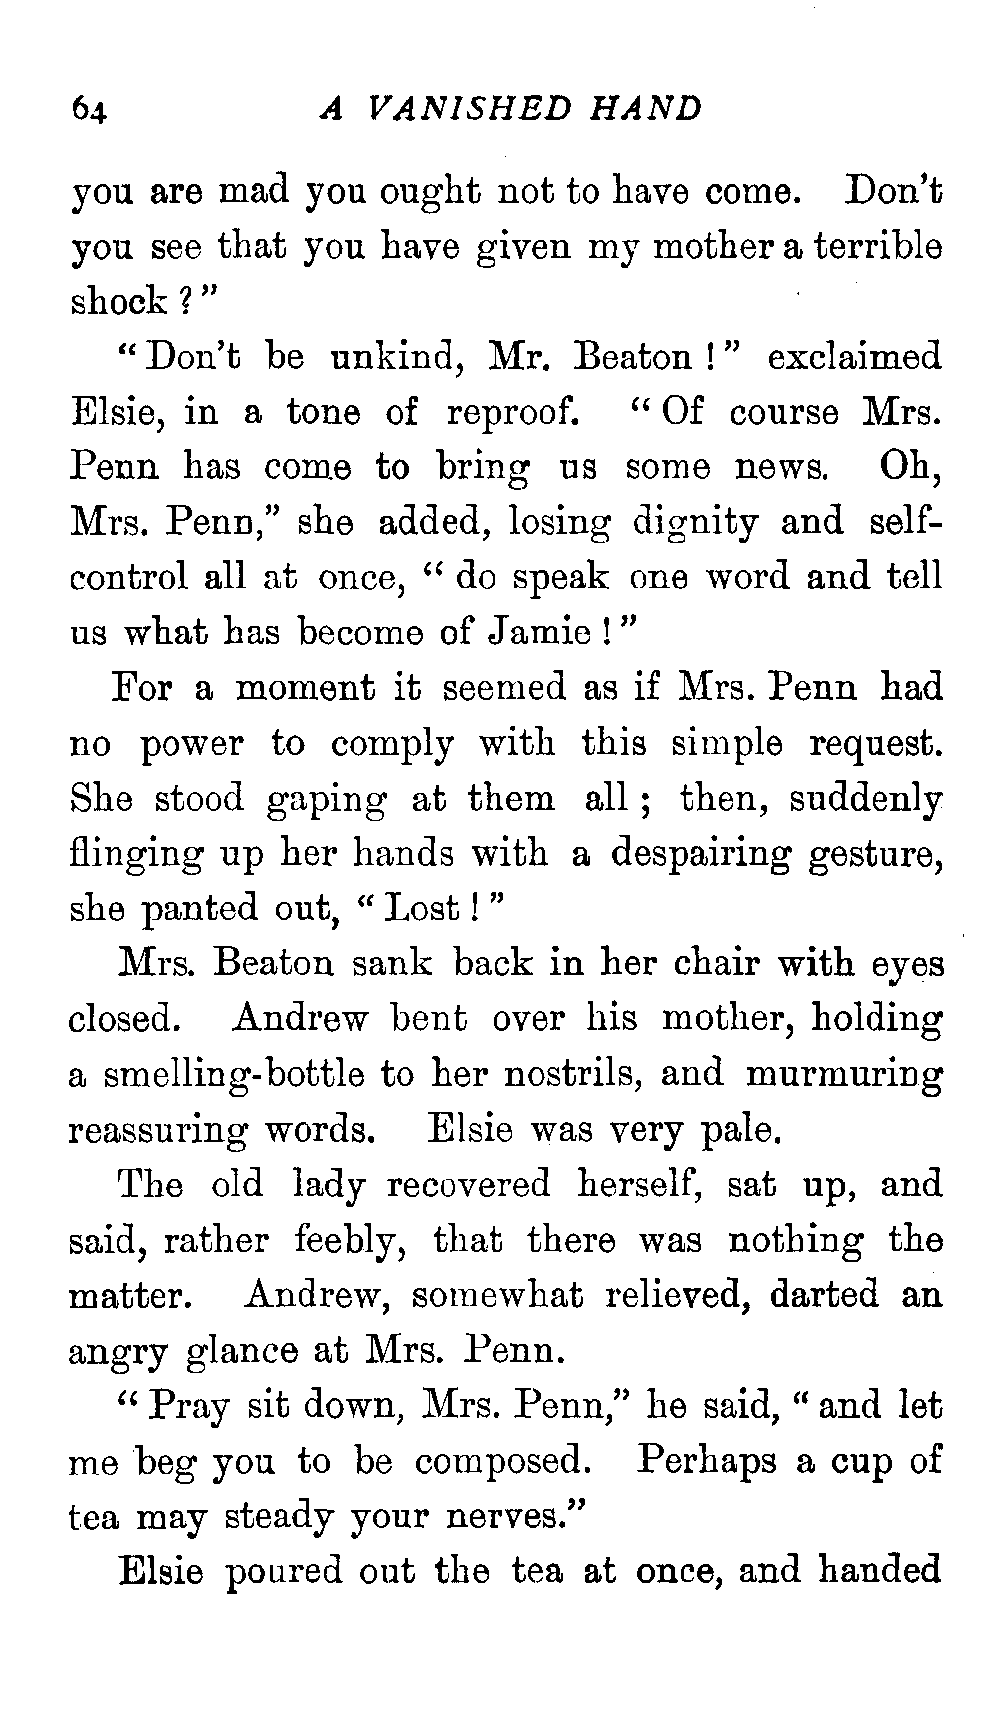 64 A VANISHED HAND
you are mad you ought not to have come. Don't
you see that you have given my mother a terrible
shock ? "
" Don't be unkind, Mr. Beaton ! " exclaimed
Elsie, in a tone of reproof. " Of course Mrs.
Penn has come to bring us some news. Oh,
Mrs. Penn," she added, losing dignity and self-
control all at once, " do speak one word and tell
us what has become of Jamie ! "
For a moment it seemed as if Mrs. Penn had
no power to comply with this simple request.
She stood gaping at them all ; then, suddenly
flinging up her hands with a despairing gesture,
she panted out, " Lost ! "
Mrs. Beaton sank back in her chair with eyes
closed. Andrew bent over his mother, holding
a smelling-bottle to her nostrils, and murmuring
reassuring words. Elsie was very pale.
The old lady recovered herself, sat up, and
said, rather feebly, that there was nothing the
matter. Andrew, somewhat relieved, darted an
angry glance at Mrs. Penn.
" Pray sit down, Mrs. Penn," he said, " and let
me beg you to be composed. Perhaps a cup of
tea may steady your nerves."
Elsie poured out the tea at once, and handed